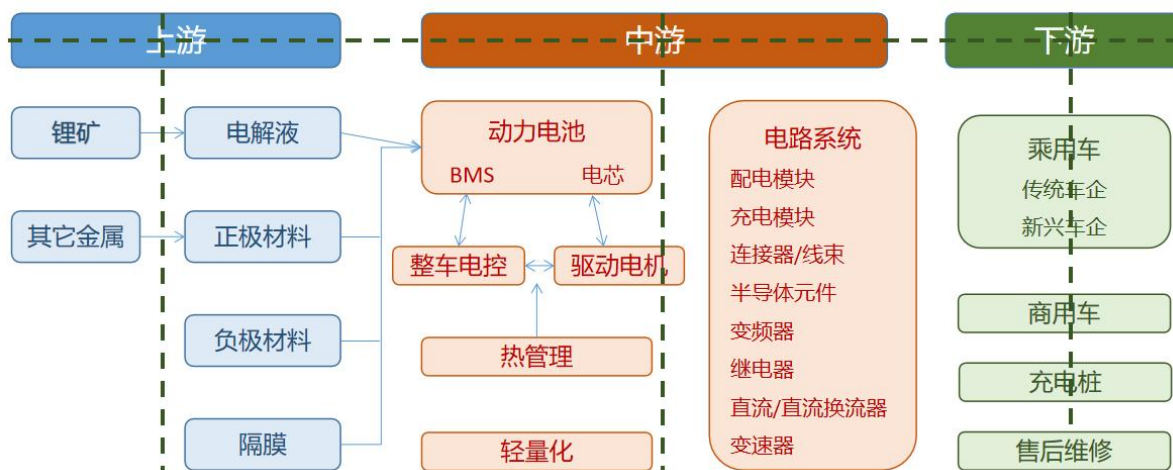 上游
中游
下游
锂矿
电解液
其它金属
正极材料
负极材料
隔膜
动力电池
BMS
电芯
整车电控
驱动电机
热管理
轻量化
电路系统
配电模块
充电模块
连接器/线束
半导体元件
变频器
继电器
直流/直流换流器
变速器
乘用车
传统车企
新兴车企
商用车
充电桩
售后维修